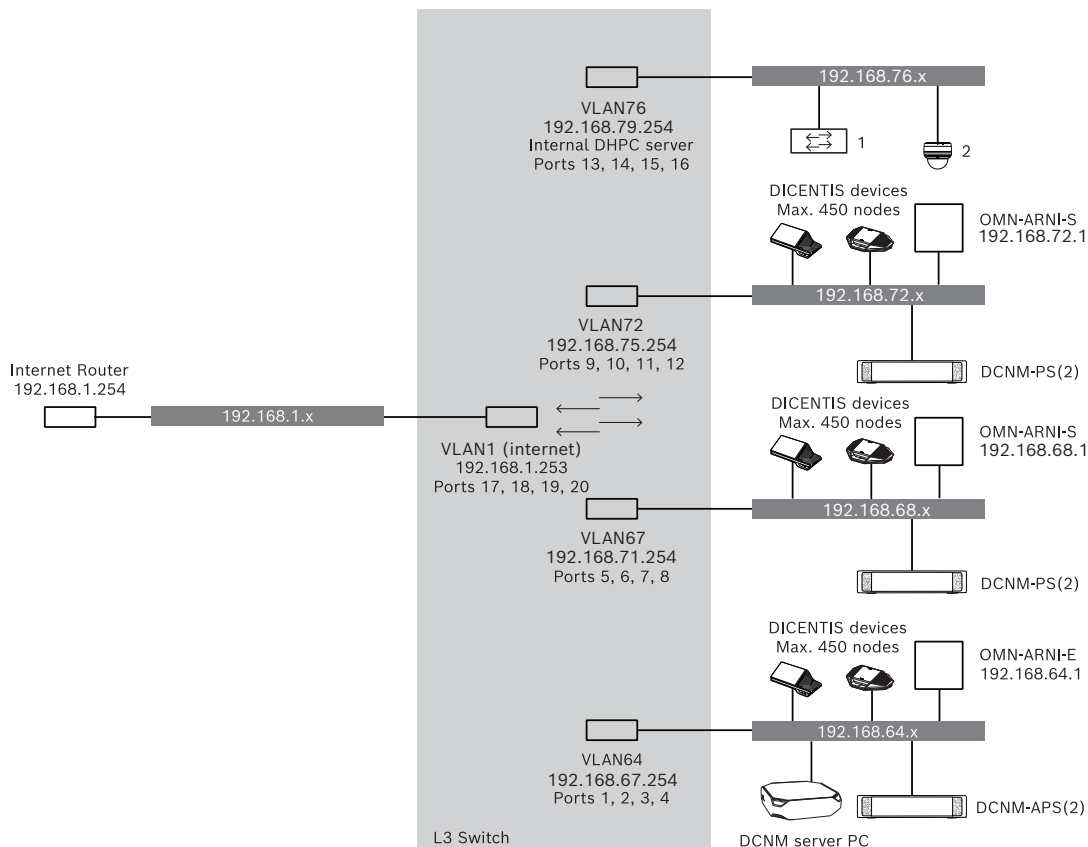 192.168.76.x
VLAN76
192.168.79.254
Internal DHPC server
Ports 13, 14, 15, 16
1
2
DICENTIS devices
Max. 450 nodes
OMN-ARNI-S
192.168.72.1
192.168.72.x
VLAN72
192.168.75.254
Ports 9, 10, 11, 12
DCNM-PS(2)
Internet Router
192.168.1.254
192.168.1.x
VLAN1 (internet)
192.168.1.253
Ports 17, 18, 19, 20
DICENTIS devices
Max. 450 nodes
OMN-ARNI-S
192.168.68.1
192.168.68.x
VLAN67
192.168.71.254
Ports 5, 6, 7, 8
DCNM-PS(2)
DICENTIS devices
Max. 450 nodes
OMN-ARNI-E
192.168.64.1
192.168.64.x
VLAN64
192.168.67.254
Ports 1, 2, 3, 4
DCNM-APS(2)
L3 Switch
DCNM server PC